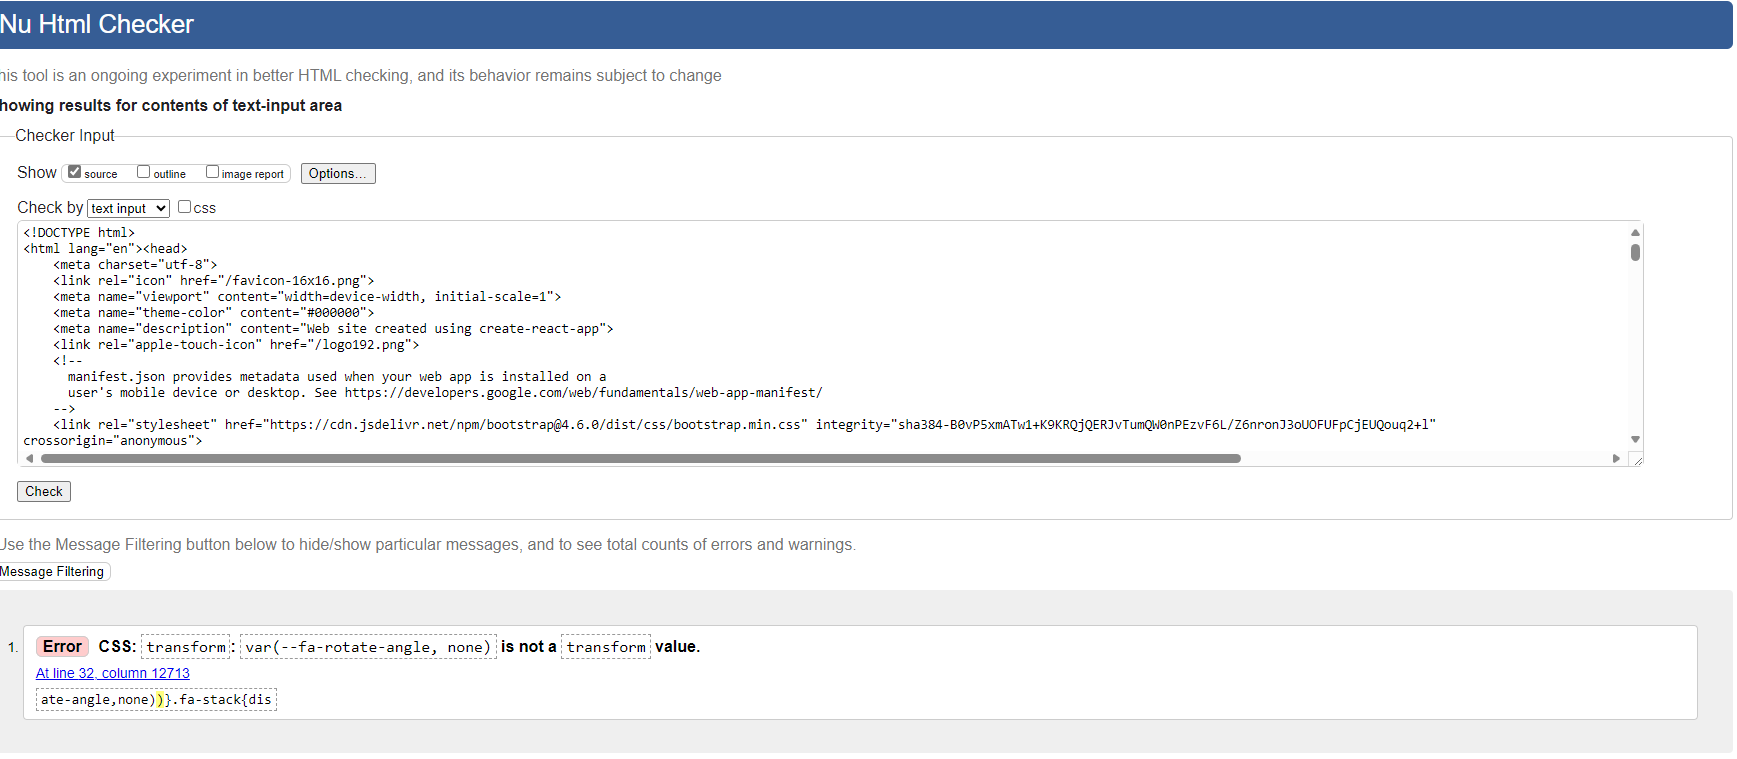 Nu Html Checker
his tool is an ongoing experiment in better HTML checking, and its behavior remains subject to change
howing results for contents of text-input area
Checker Input
Show source outline image report Options...
Check by text input css
<!DOCTYPE html>
<html lang="en"><head>
    <meta charset="utf-8">
    <link rel="icon" href="/favicon-16x16.png">
    <meta name="viewport" content="width=device-width, initial-scale=1">
    <meta name="theme-color" content="#000000">
    <meta name="description" content="Web site created using create-react-app">
    <link rel="apple-touch-icon" href="/logo192.png">
    <!--
      manifest.json provides metadata used when your web app is installed on a
      user's mobile device or desktop. See https://developers.google.com/web/fundamentals/web-app-manifest/
    -->
    <link rel="stylesheet" href="https://cdn.jsdelivr.net/npm/bootstrap@4.6.0/dist/css/bootstrap.min.css" integrity="sha384-B0vP5xmATw1+K9KRQjQERJvTumQW0nPEzvF6L/Z6nronJ3oUOFUFpCjEUQouq2+l"
crossorigin="anonymous">
Check
Use the Message Filtering button below to hide/show particular messages, and to see total counts of errors and warnings.
Message Filtering
1. Error CSS: transform: var(--fa-rotate-angle, none) is not a transform value.
At line 32, column 12713
ate-angle,none))}.fa-stack{dis